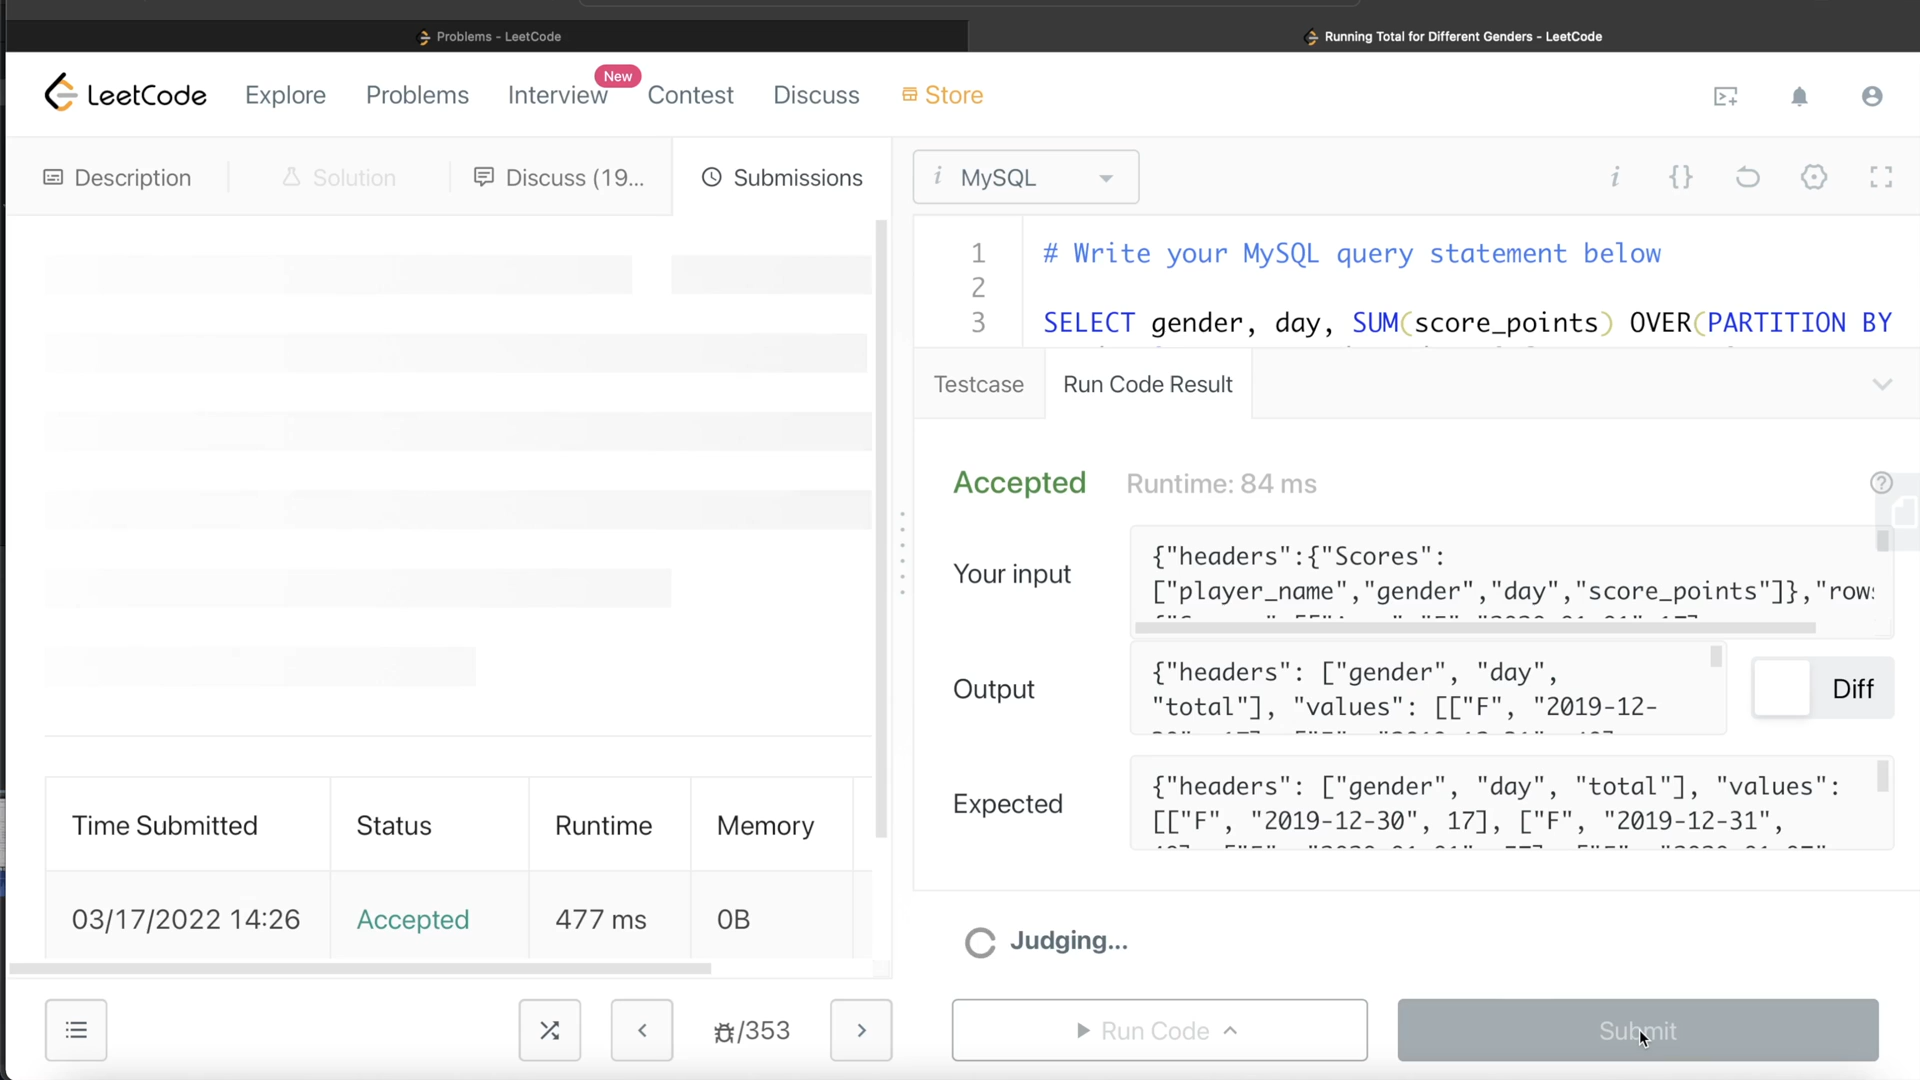 Problems - LeetCode
Running Total for Different Genders - LeetCode
LeetCode
Explore
Problems
Interview
New
Contest
Discuss
Store
Description
Solution
Discuss (19...
Submissions
i MySQL
i {}
1 # Write your MySQL query statement below
2
3 SELECT gender, day, SUM(score_points) OVER(PARTITION BY
Testcase
Run Code Result
Accepted
Runtime: 84 ms
Your input
{"headers":{"Scores":
["player_name","gender","day","score_points"]},"rows
Output
{"headers": ["gender", "day",
"total"], "values": [["F", "2019-12-
Diff
Expected
{"headers": ["gender", "day", "total"], "values":
[["F", "2019-12-30", 17], ["F", "2019-12-31",
Time Submitted
Status
Runtime
Memory
03/17/2022 14:26
Accepted
477 ms
0B
Judging...
/353
Run Code
Submit